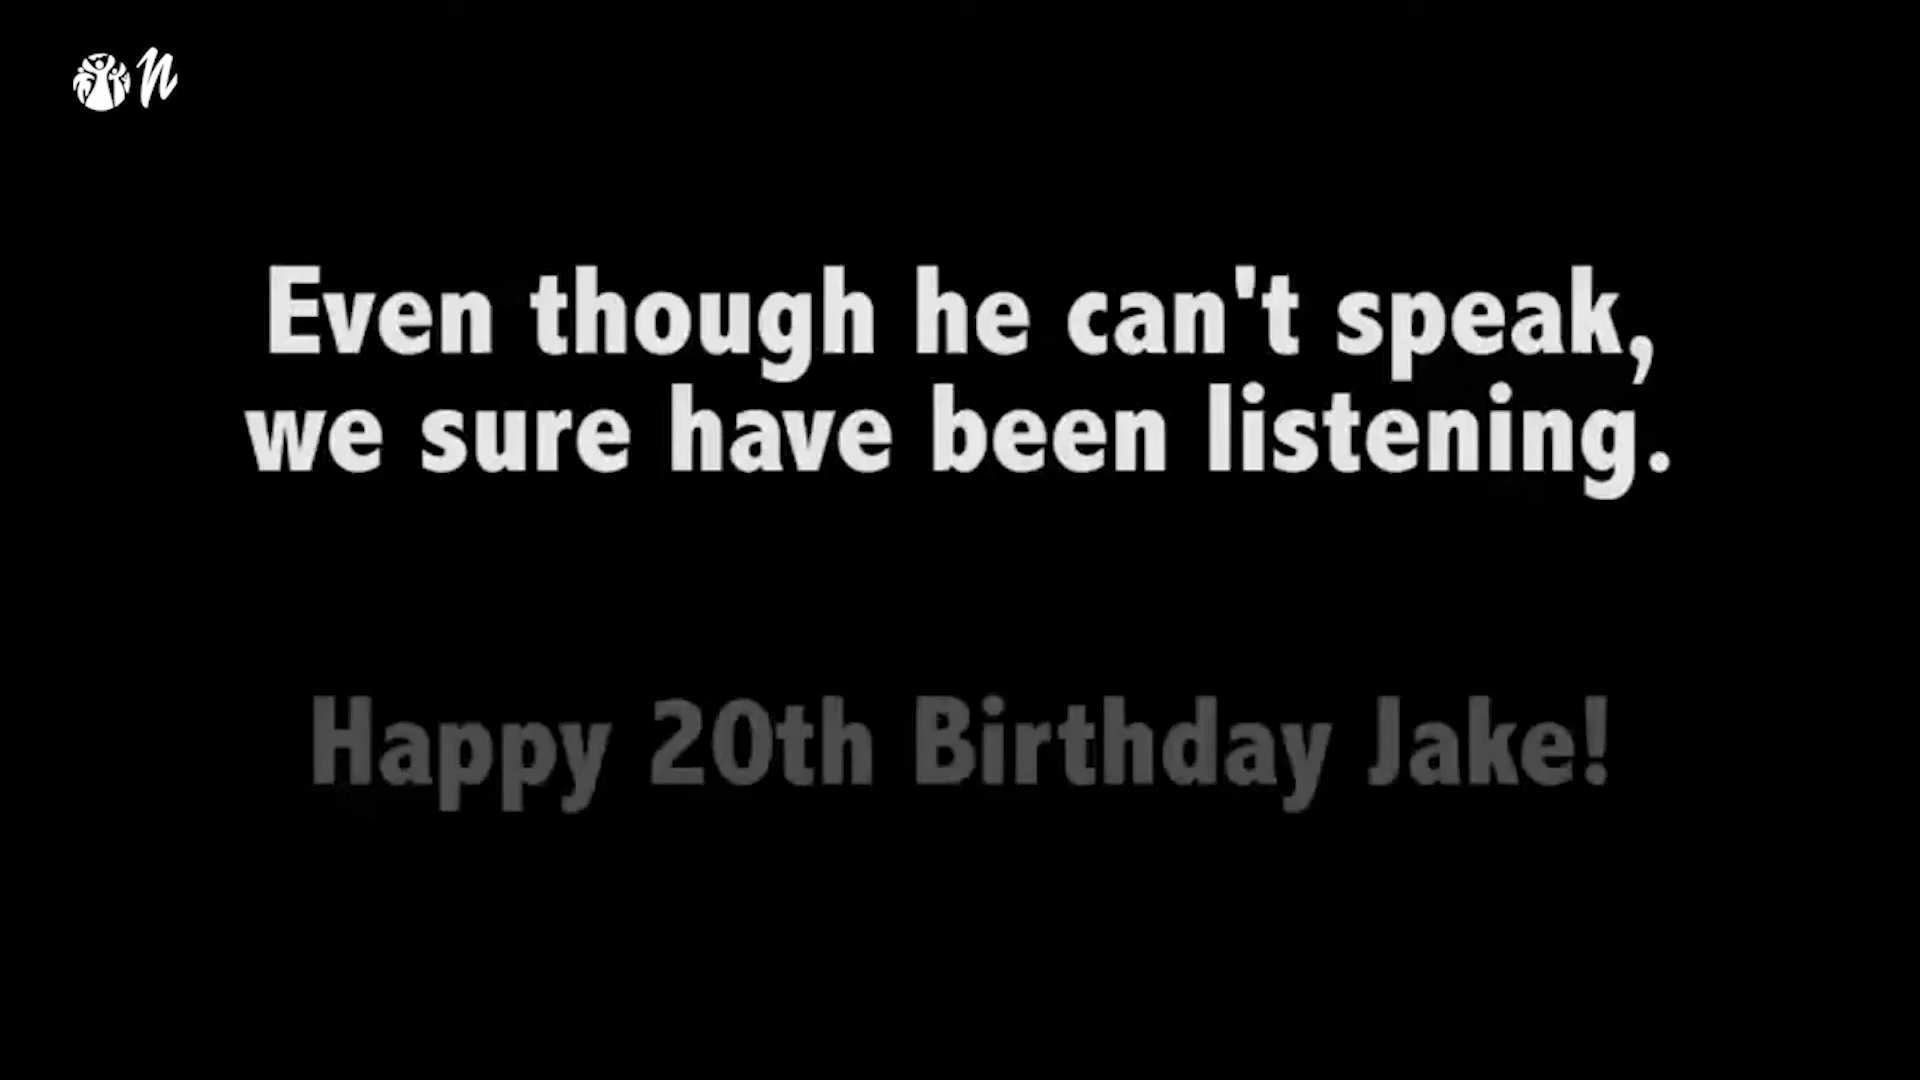 n
Even though he can't speak,
we sure have been listening.
Happy 20th Birthday Jake!